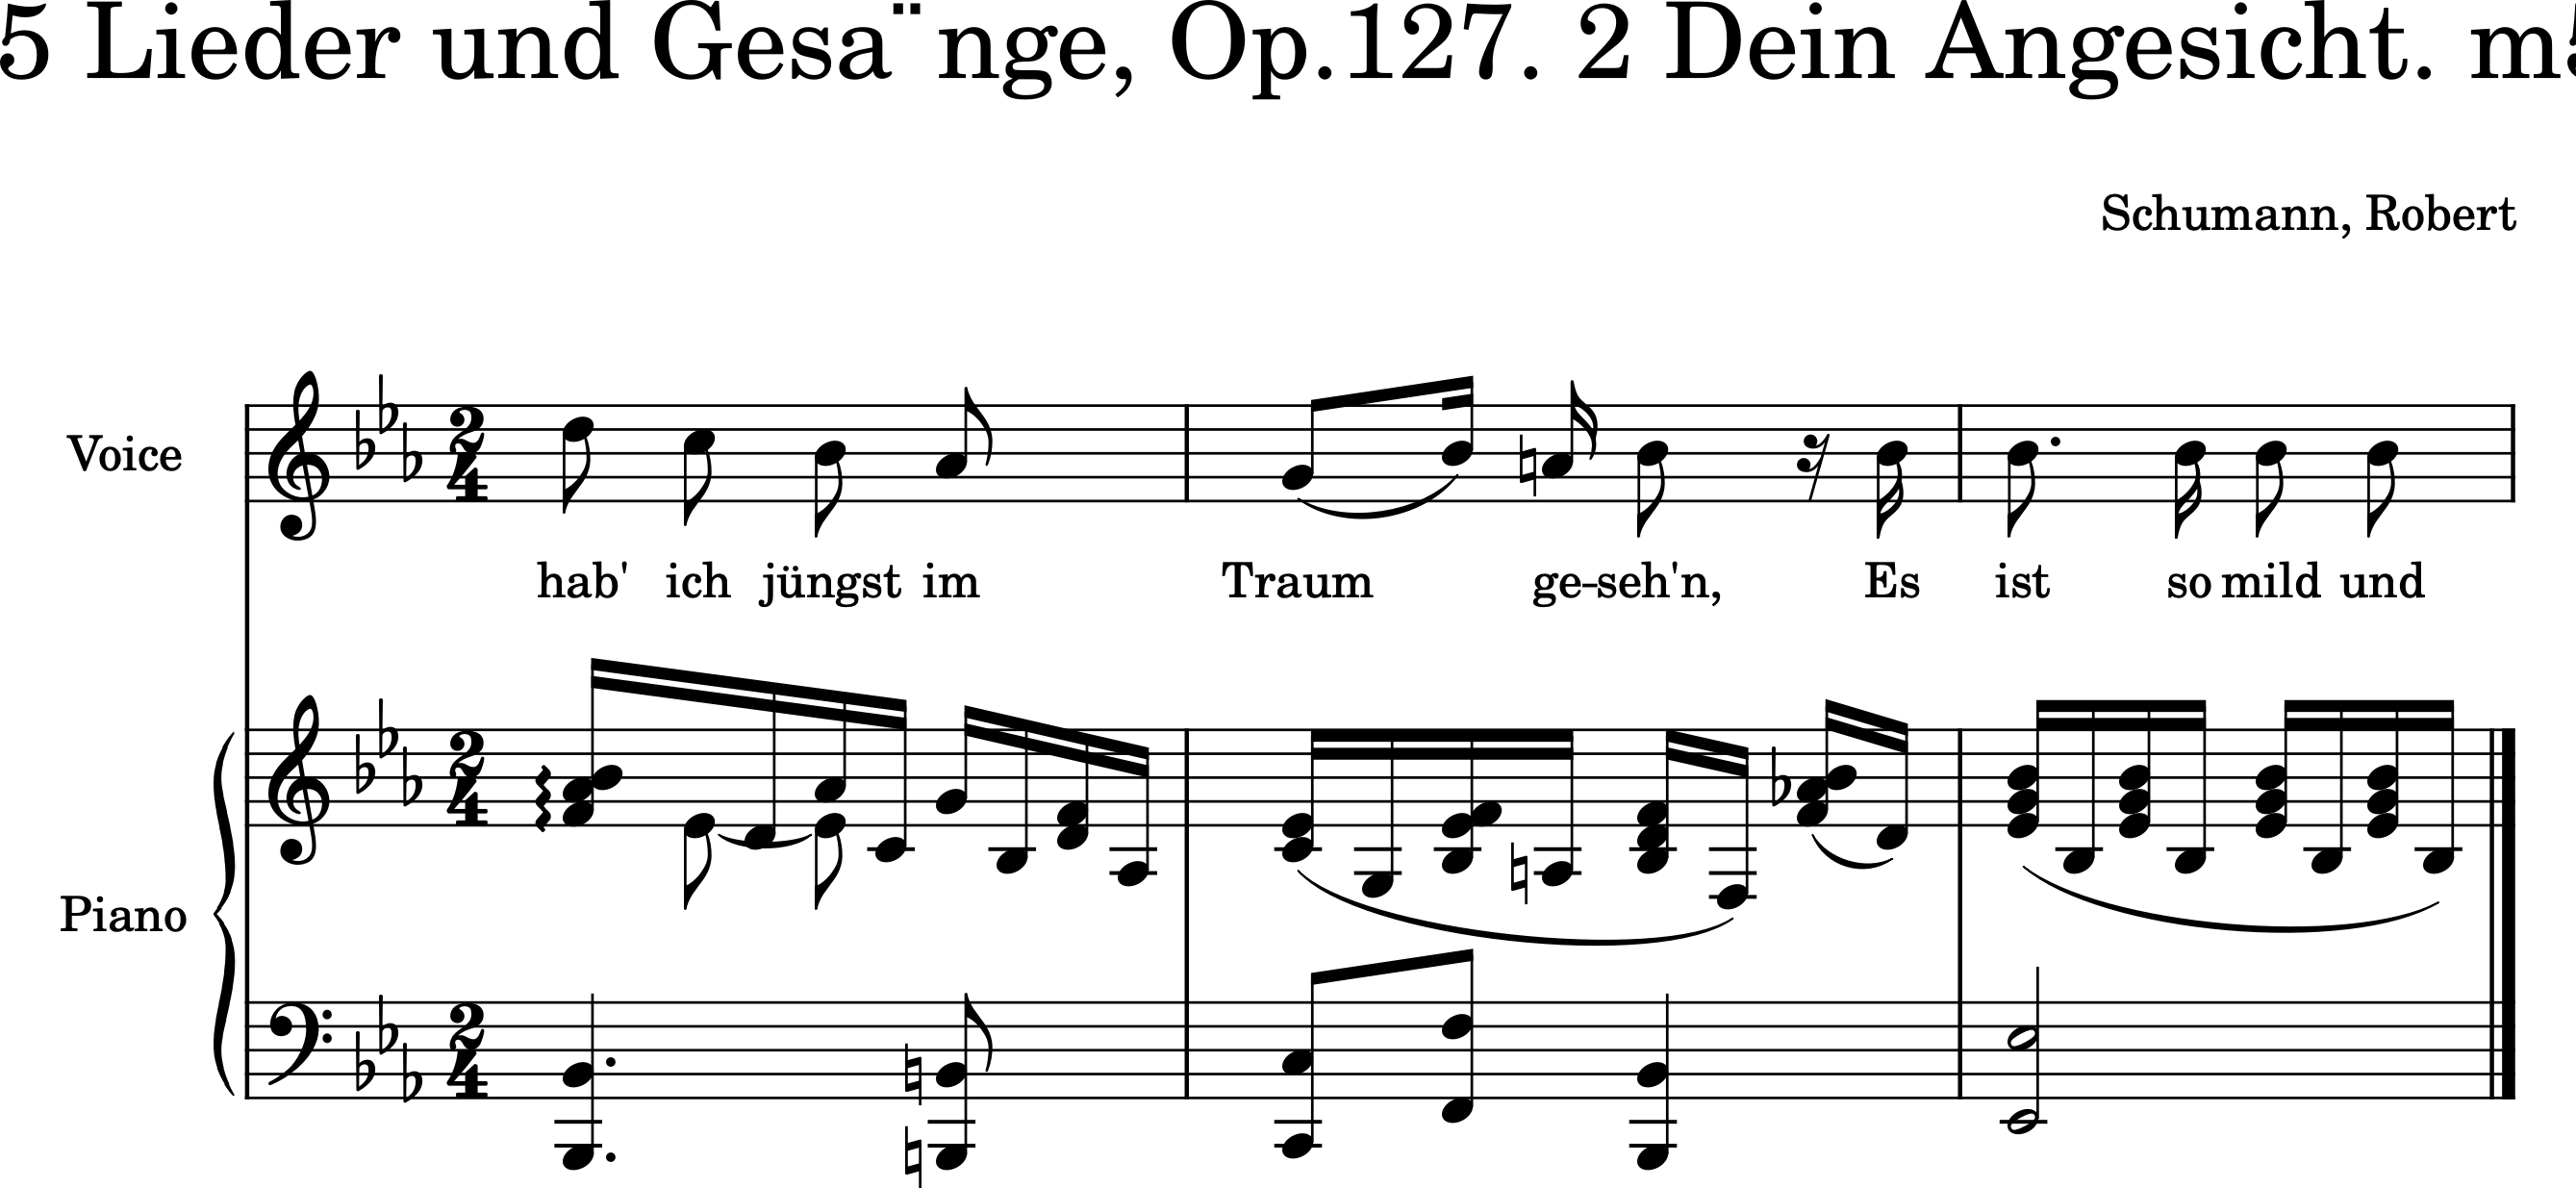 5 Lieder und Gesa¨nge, Op.127. 2 Dein Angesicht. m5
Schumann, Robert
Voice
hab' ich jüngst im Traum ge-seh'n, Es ist so mild und
Piano